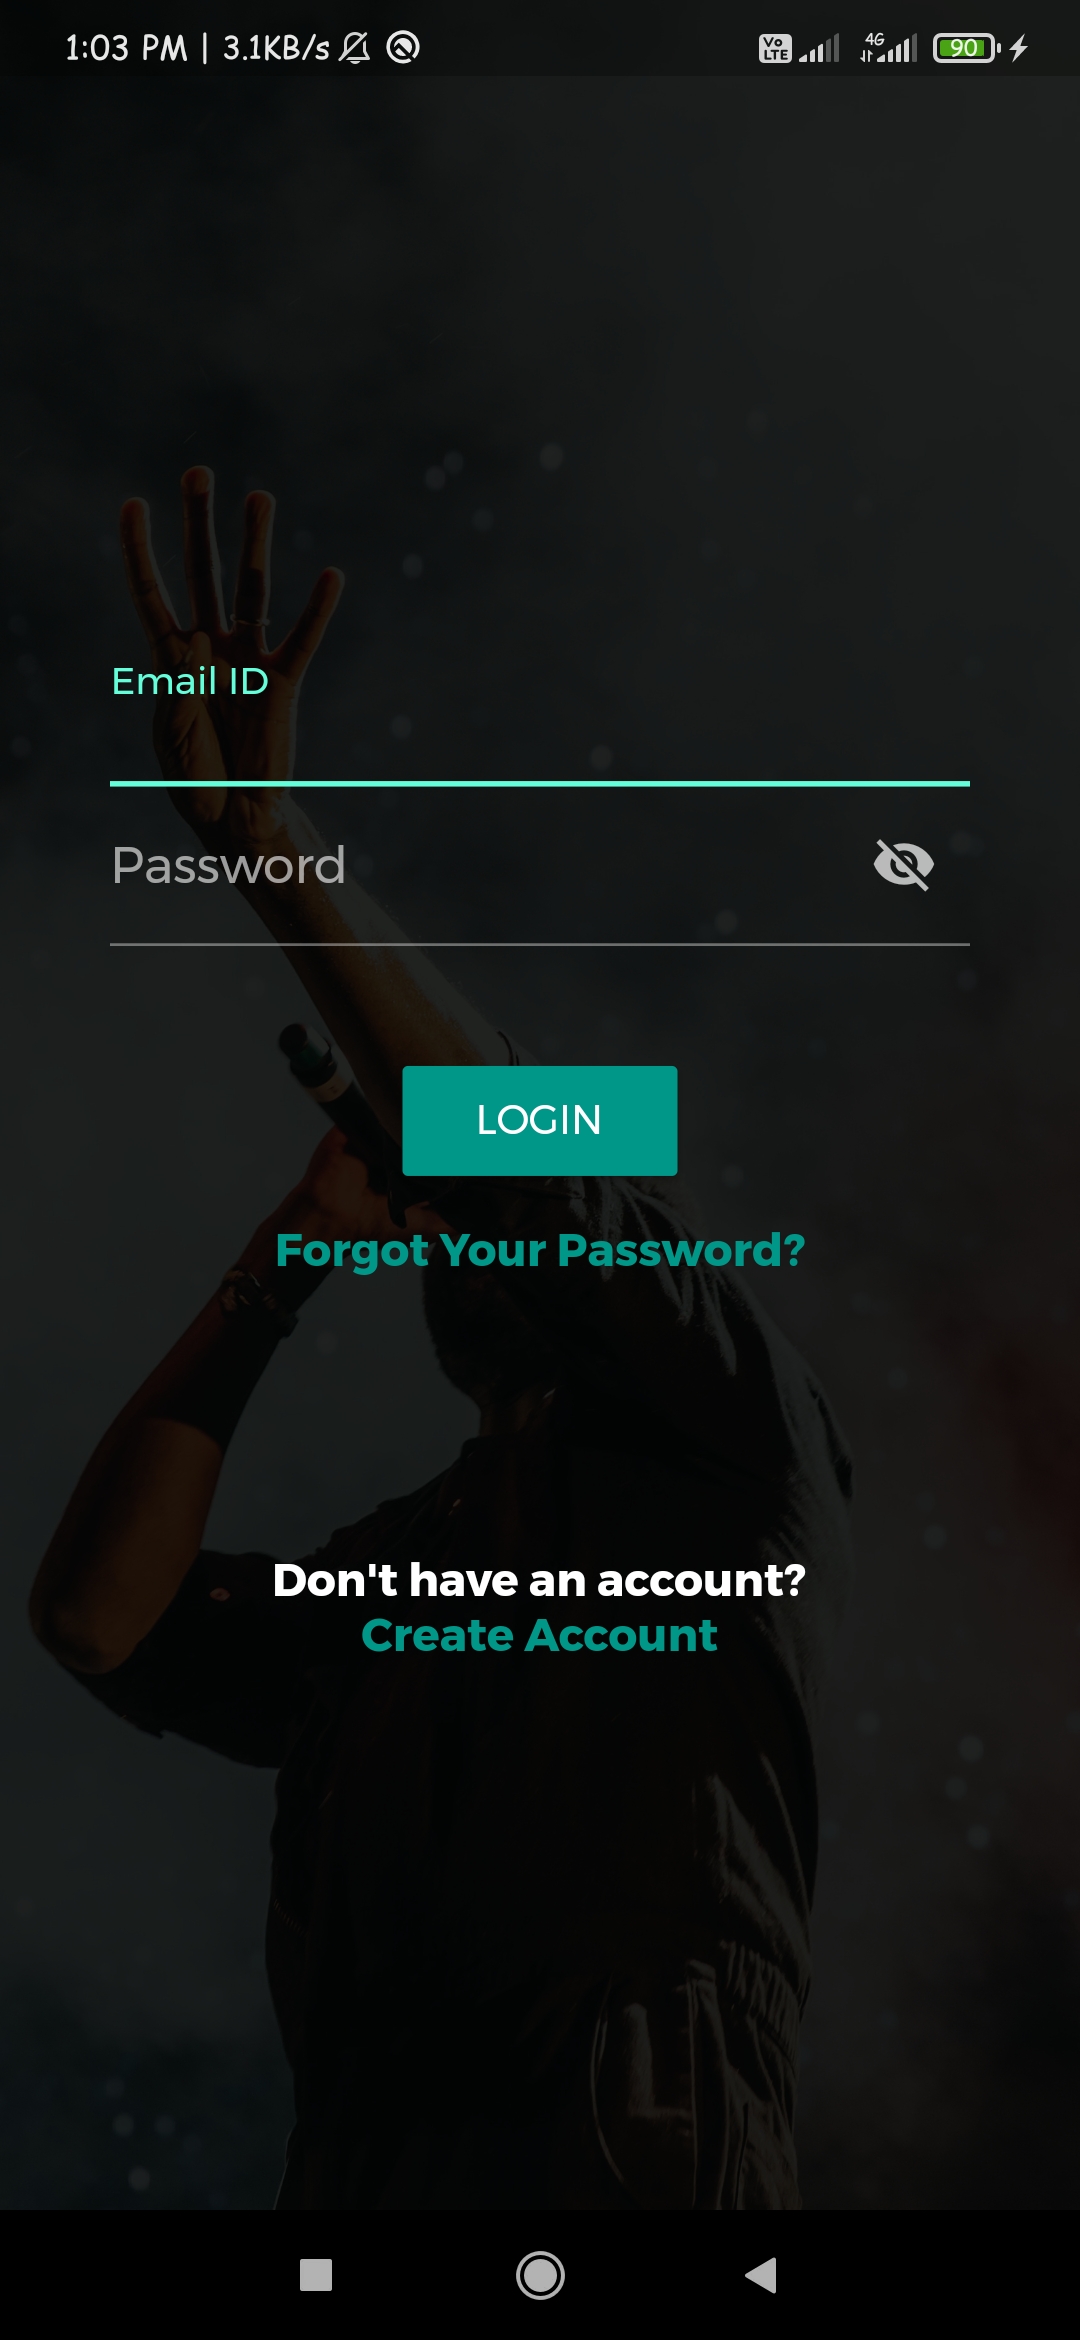 1:03 PM | 3.1KB/s Vo LTE 4G 90
Email ID
Password
LOGIN
Forgot Your Password?
Don't have an account?
Create Account